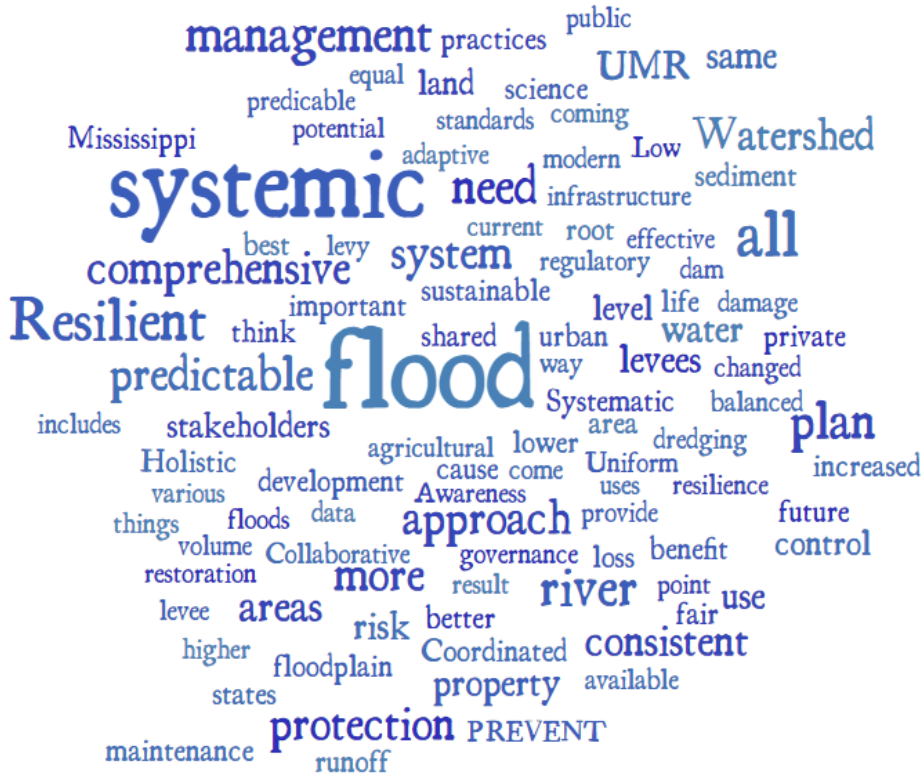 public
management practices
UMR same
equal land science
predicable
potential standards coming
Mississippi adaptive modern Low Watershed
systemic need infrastructure sediment
current root effective all
best levy system regulatory dam
comprehensive
important sustainable level life damage
Resilient think shared urban water private
flood way levees changed
predictable
Systematic balanced
includes stakeholders area dredging plan
agricultural lower
Holistic cause come Uniform increased
various development Awareness uses resilience
things floods data approach provide future
volume Collaborative governance loss benefit control
restoration more result river point use
levee areas better fair
risk consistent
higher floodplain Coordinated
states property available
protection PREVENT
maintenance runoff